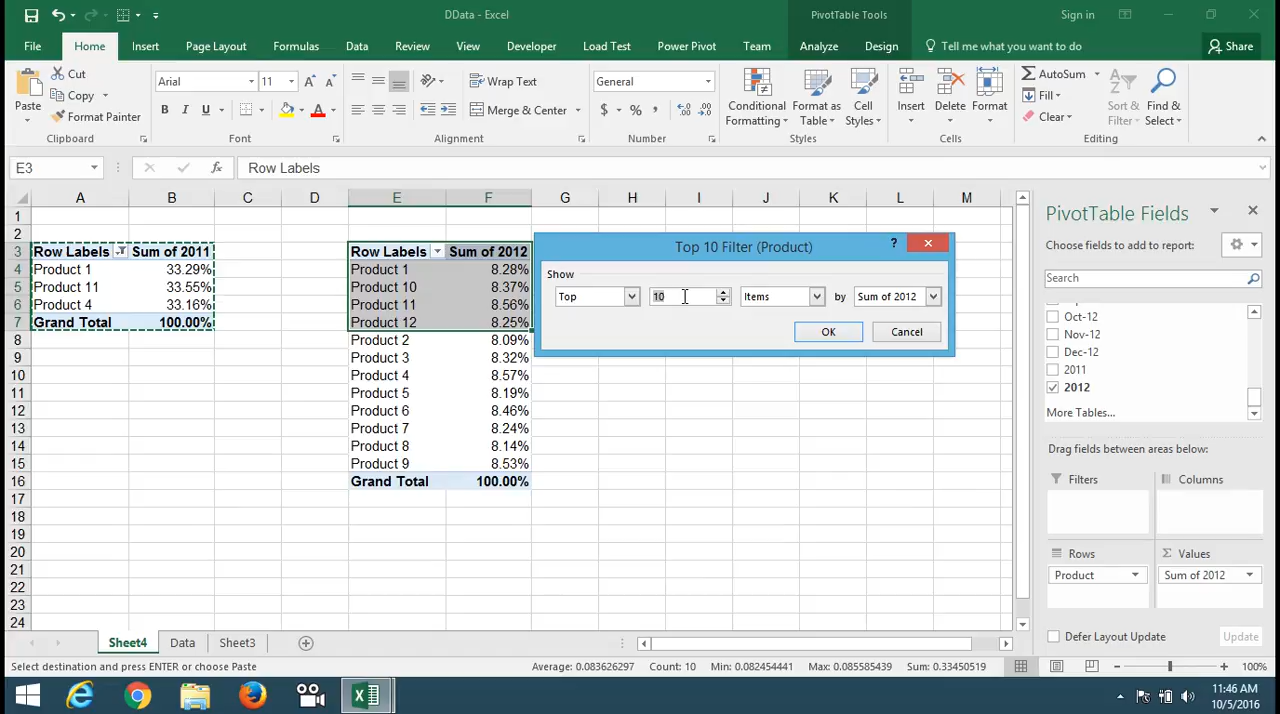 DData - Excel
PivotTable Tools
Sign in
File Home Insert Page Layout Formulas Data Review View Developer Load Test Power Pivot Team Analyze Design Tell me what you want to do Share
Paste
Cut
Copy
Format Painter
Clipboard
Arial 11
B I U
Font
Wrap Text
Merge & Center
Alignment
General
$ % ,
Number
Conditional Formatting
Format as Table
Cell Styles
Styles
Insert Delete Format
Cells
AutoSum
Fill
Clear
Sort & Filter
Find & Select
Editing
E3 fx Row Labels
A B C D E F G H I J K L M
1
2
3 Row Labels Sum of 2011 Row Labels Sum of 2012
4 Product 1 33.29% Product 1 8.28%
5 Product 11 33.55% Product 10 8.37%
6 Product 4 33.16% Product 11 8.56%
7 Grand Total 100.00% Product 12 8.25%
8 Product 2 8.09%
9 Product 3 8.32%
10 Product 4 8.57%
11 Product 5 8.19%
12 Product 6 8.46%
13 Product 7 8.24%
14 Product 8 8.14%
15 Product 9 8.53%
16 Grand Total 100.00%
17
18
19
20
21
22
23
24
Top 10 Filter (Product) ?
Show
Top 10 Items by Sum of 2012
OK Cancel
PivotTable Fields
Choose fields to add to report:
Search
Oct-12
Nov-12
Dec-12
2011
2012
More Tables...
Drag fields between areas below:
Filters Columns
Rows Σ Values
Product Sum of 2012
Defer Layout Update Update
Sheet4 Data Sheet3
Select destination and press ENTER or choose Paste Average: 0.083626297 Count: 10 Min: 0.082454441 Max: 0.085585439 Sum: 0.33450519 100%
11:46 AM
10/5/2016